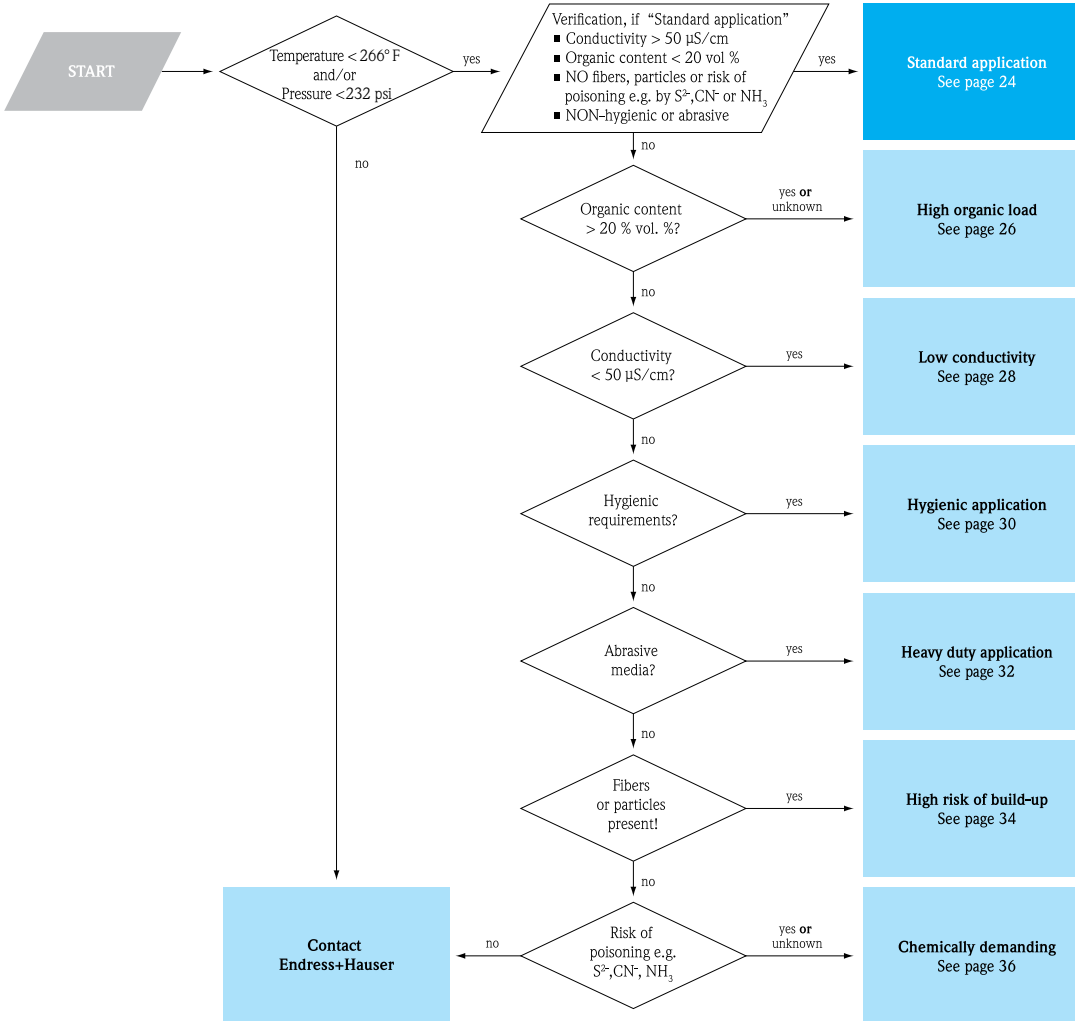 START
Temperature < 266° F
and/or
Pressure <232 psi
yes
no
Verification, if “Standard application”
■ Conductivity > 50 µS/cm
■ Organic content < 20 vol %
■ NO fibers, particles or risk of
poisoning e.g. by S²⁻,CN⁻ or NH₃
■ NON–hygienic or abrasive
yes
Standard application
See page 24
no
Organic content
> 20 % vol. %?
yes or
unknown
High organic load
See page 26
no
Conductivity
< 50 µS/cm?
yes
Low conductivity
See page 28
no
Hygienic
requirements?
yes
Hygienic application
See page 30
no
Abrasive
media?
yes
Heavy duty application
See page 32
no
Fibers
or particles
present!
yes
High risk of build–up
See page 34
no
Risk of
poisoning e.g.
S²⁻,CN⁻, NH₃
yes or
unknown
Chemically demanding
See page 36
no
Contact
Endress+Hauser